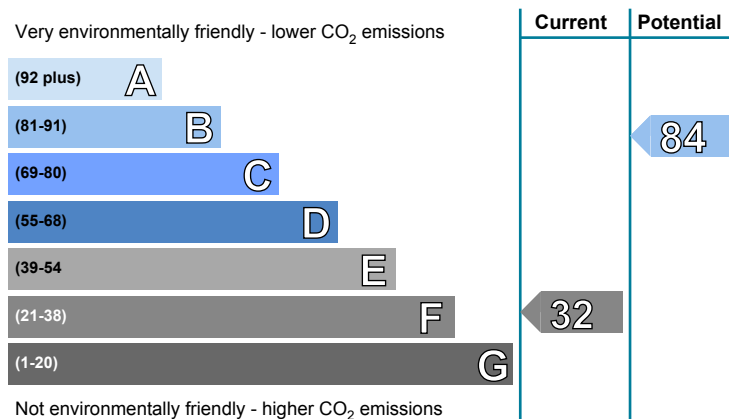 Current Potential
Very environmentally friendly - lower CO₂ emissions
(92 plus) A
(81-91) B
84
(69-80) C
(55-68) D
(39-54 E
(21-38) F
32
(1-20) G
Not environmentally friendly - higher CO₂ emissions